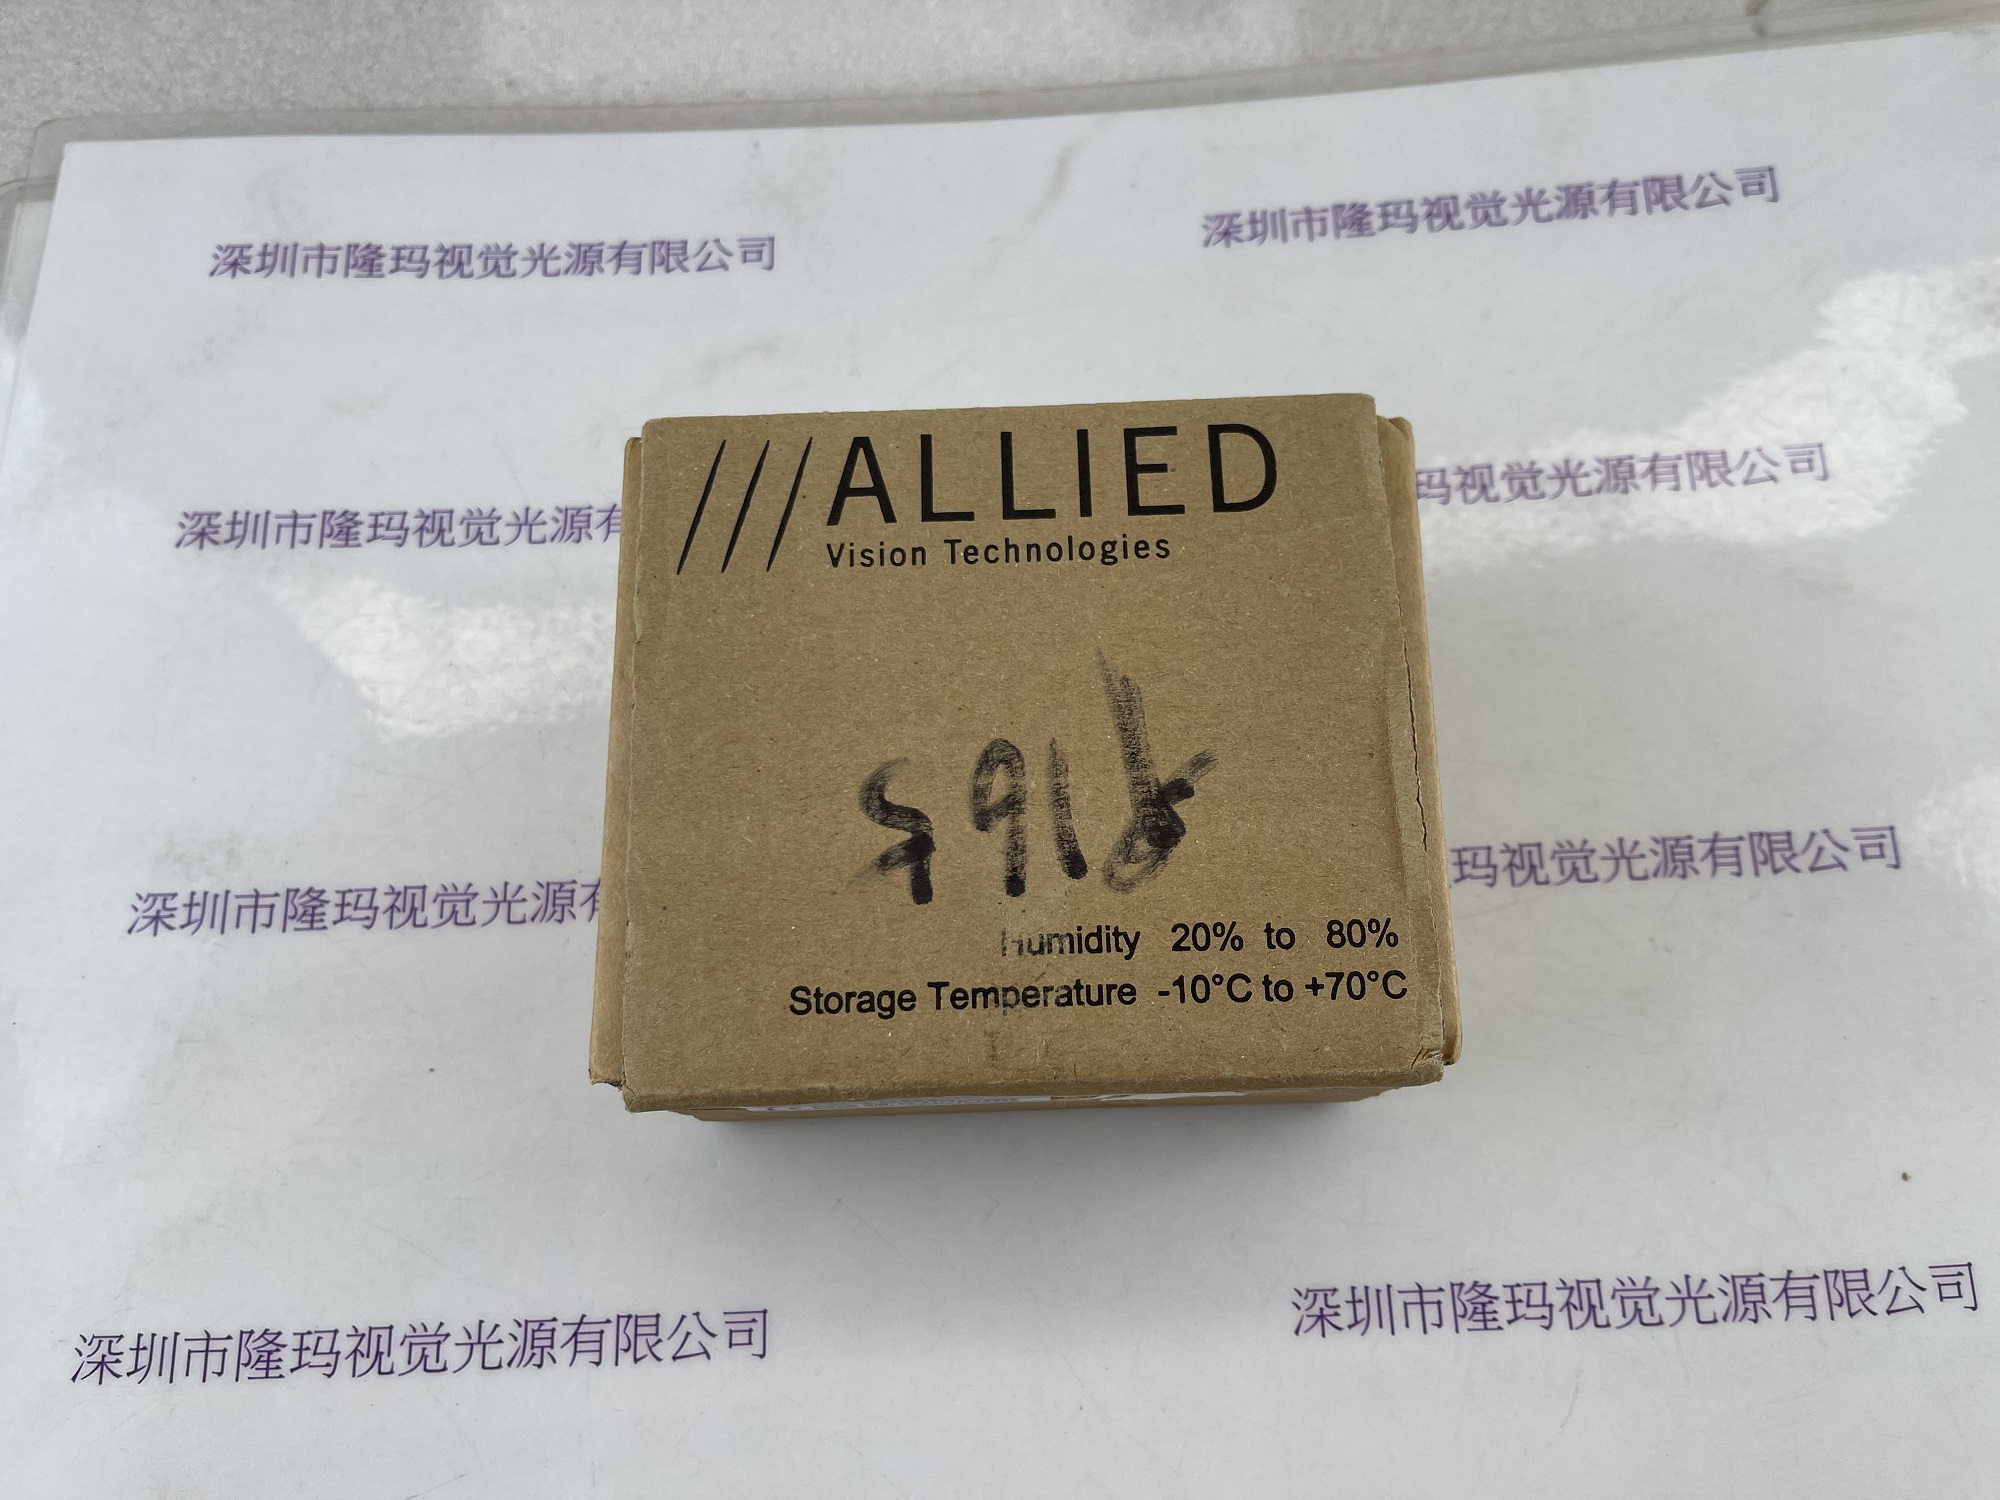 深圳市隆玛视觉光源有限公司
深圳市隆玛视觉光源有限公司
ALLIED
Vision Technologies
深圳市隆玛视觉光源有
玛视觉光源有限公司
Humidity 20% to 80%
Storage Temperature -10°C to +70°C
深圳市隆玛视觉光源有
玛视觉光源有限公司
深圳市隆玛视觉光源有限公司
深圳市隆玛视觉光源有限公司